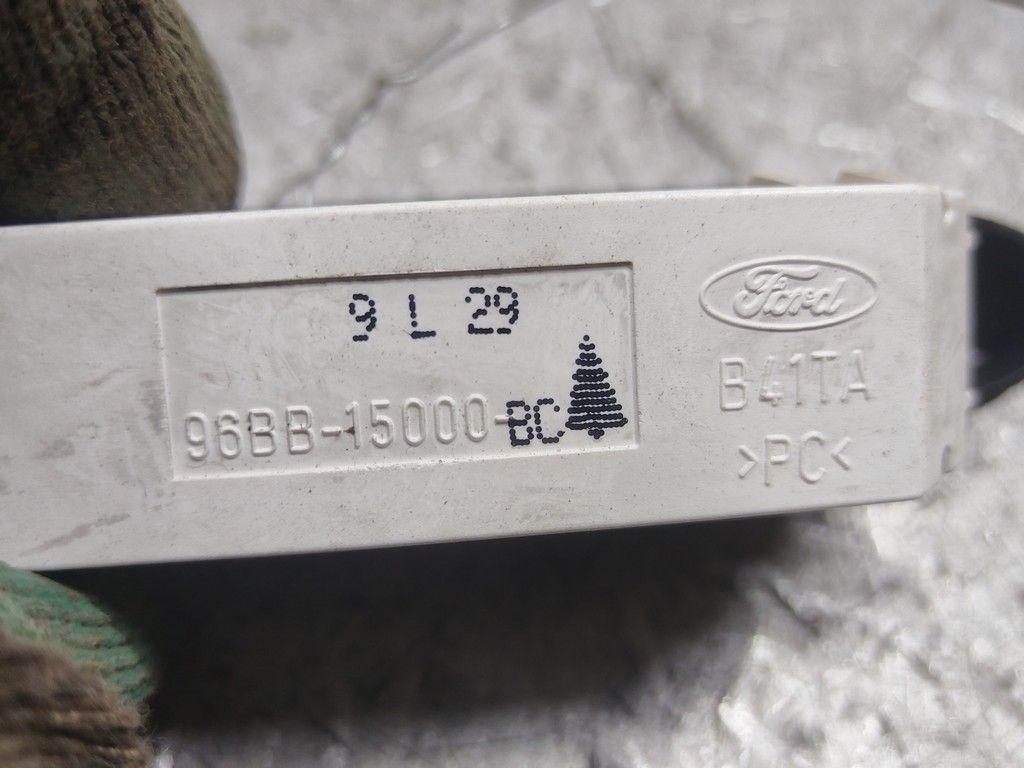 9 L 29
96BB-15000-BC
Ford
B41TA
>PC<